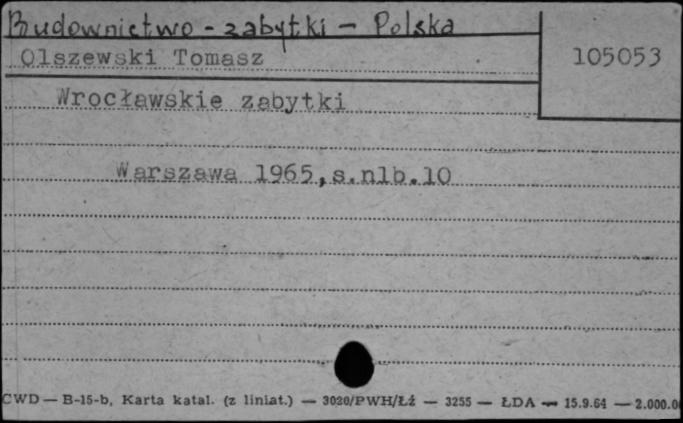 Budownictwo - zabytki - Polska
Olszewski Tomasz
105053
Wrocławskie zabytki
Warszawa 1965,s.nlb.10
CWD — B-15-b, Karta katal. (z liniat.) — 3020/PWH/Łź — 3255 — ŁDA — 15.9.64 — 2.000.0